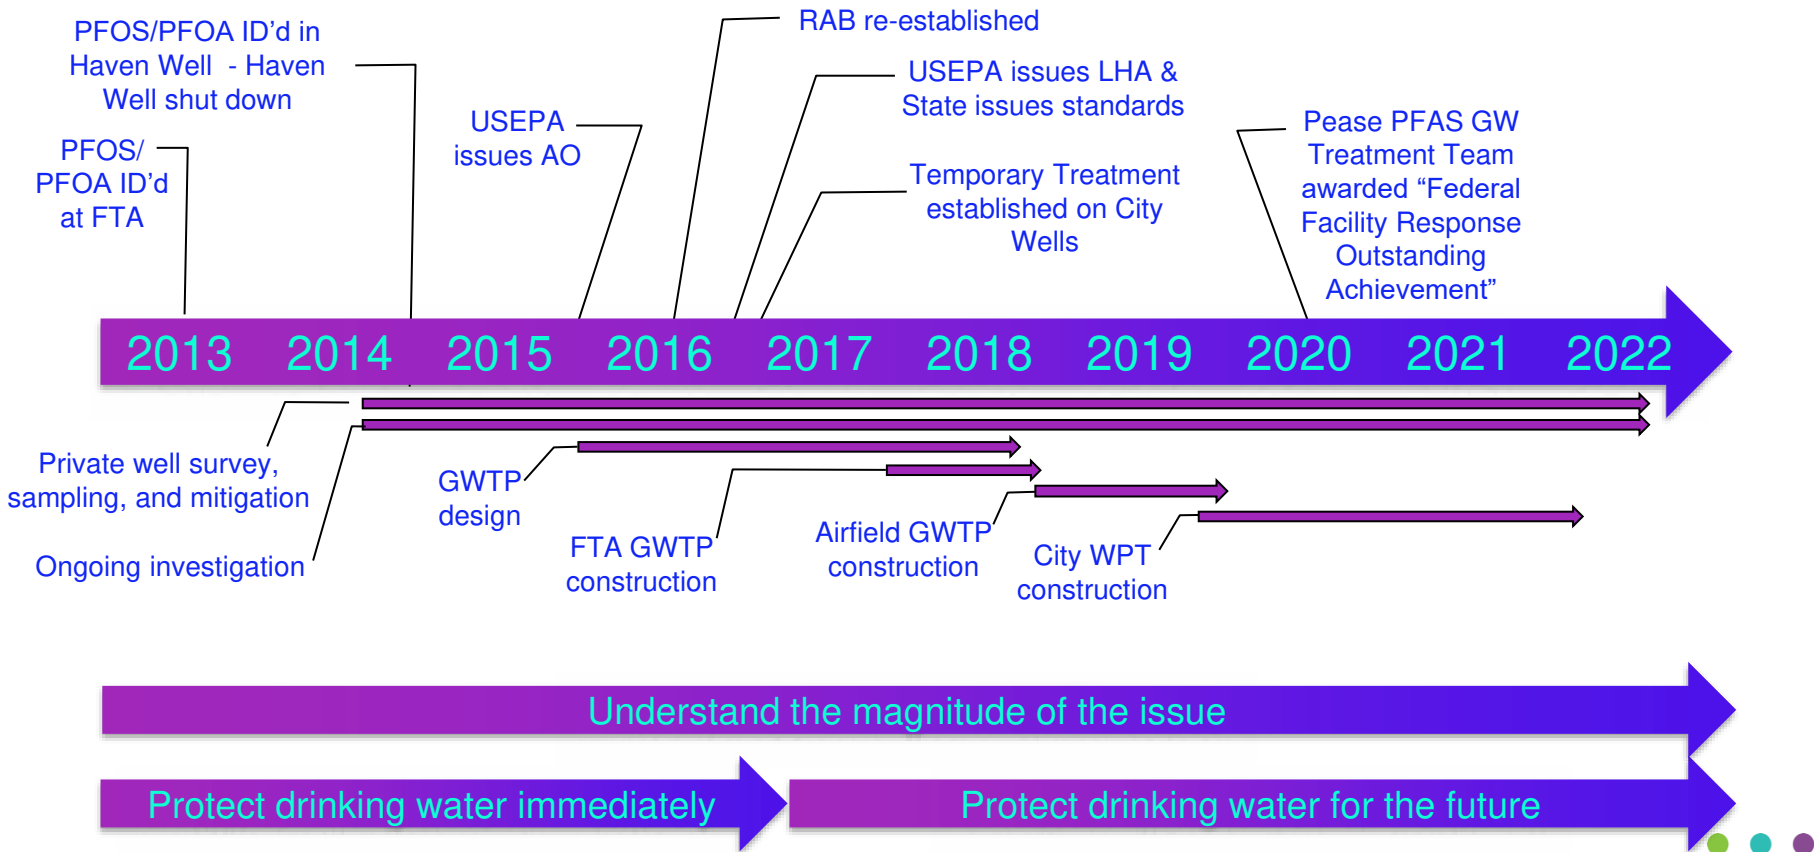 PFOS/PFOA ID’d in
Haven Well - Haven
Well shut down
PFOS/
PFOA ID’d
at FTA
USEPA
issues AO
RAB re-established
USEPA issues LHA &
State issues standards
Temporary Treatment
established on City
Wells
Pease PFAS GW
Treatment Team
awarded “Federal
Facility Response
Outstanding
Achievement”
2013 2014 2015 2016 2017 2018 2019 2020 2021 2022
Private well survey,
sampling, and mitigation
Ongoing investigation
GWTP
design
FTA GWTP
construction
Airfield GWTP
construction
City WPT
construction
Understand the magnitude of the issue
Protect drinking water immediately
Protect drinking water for the future